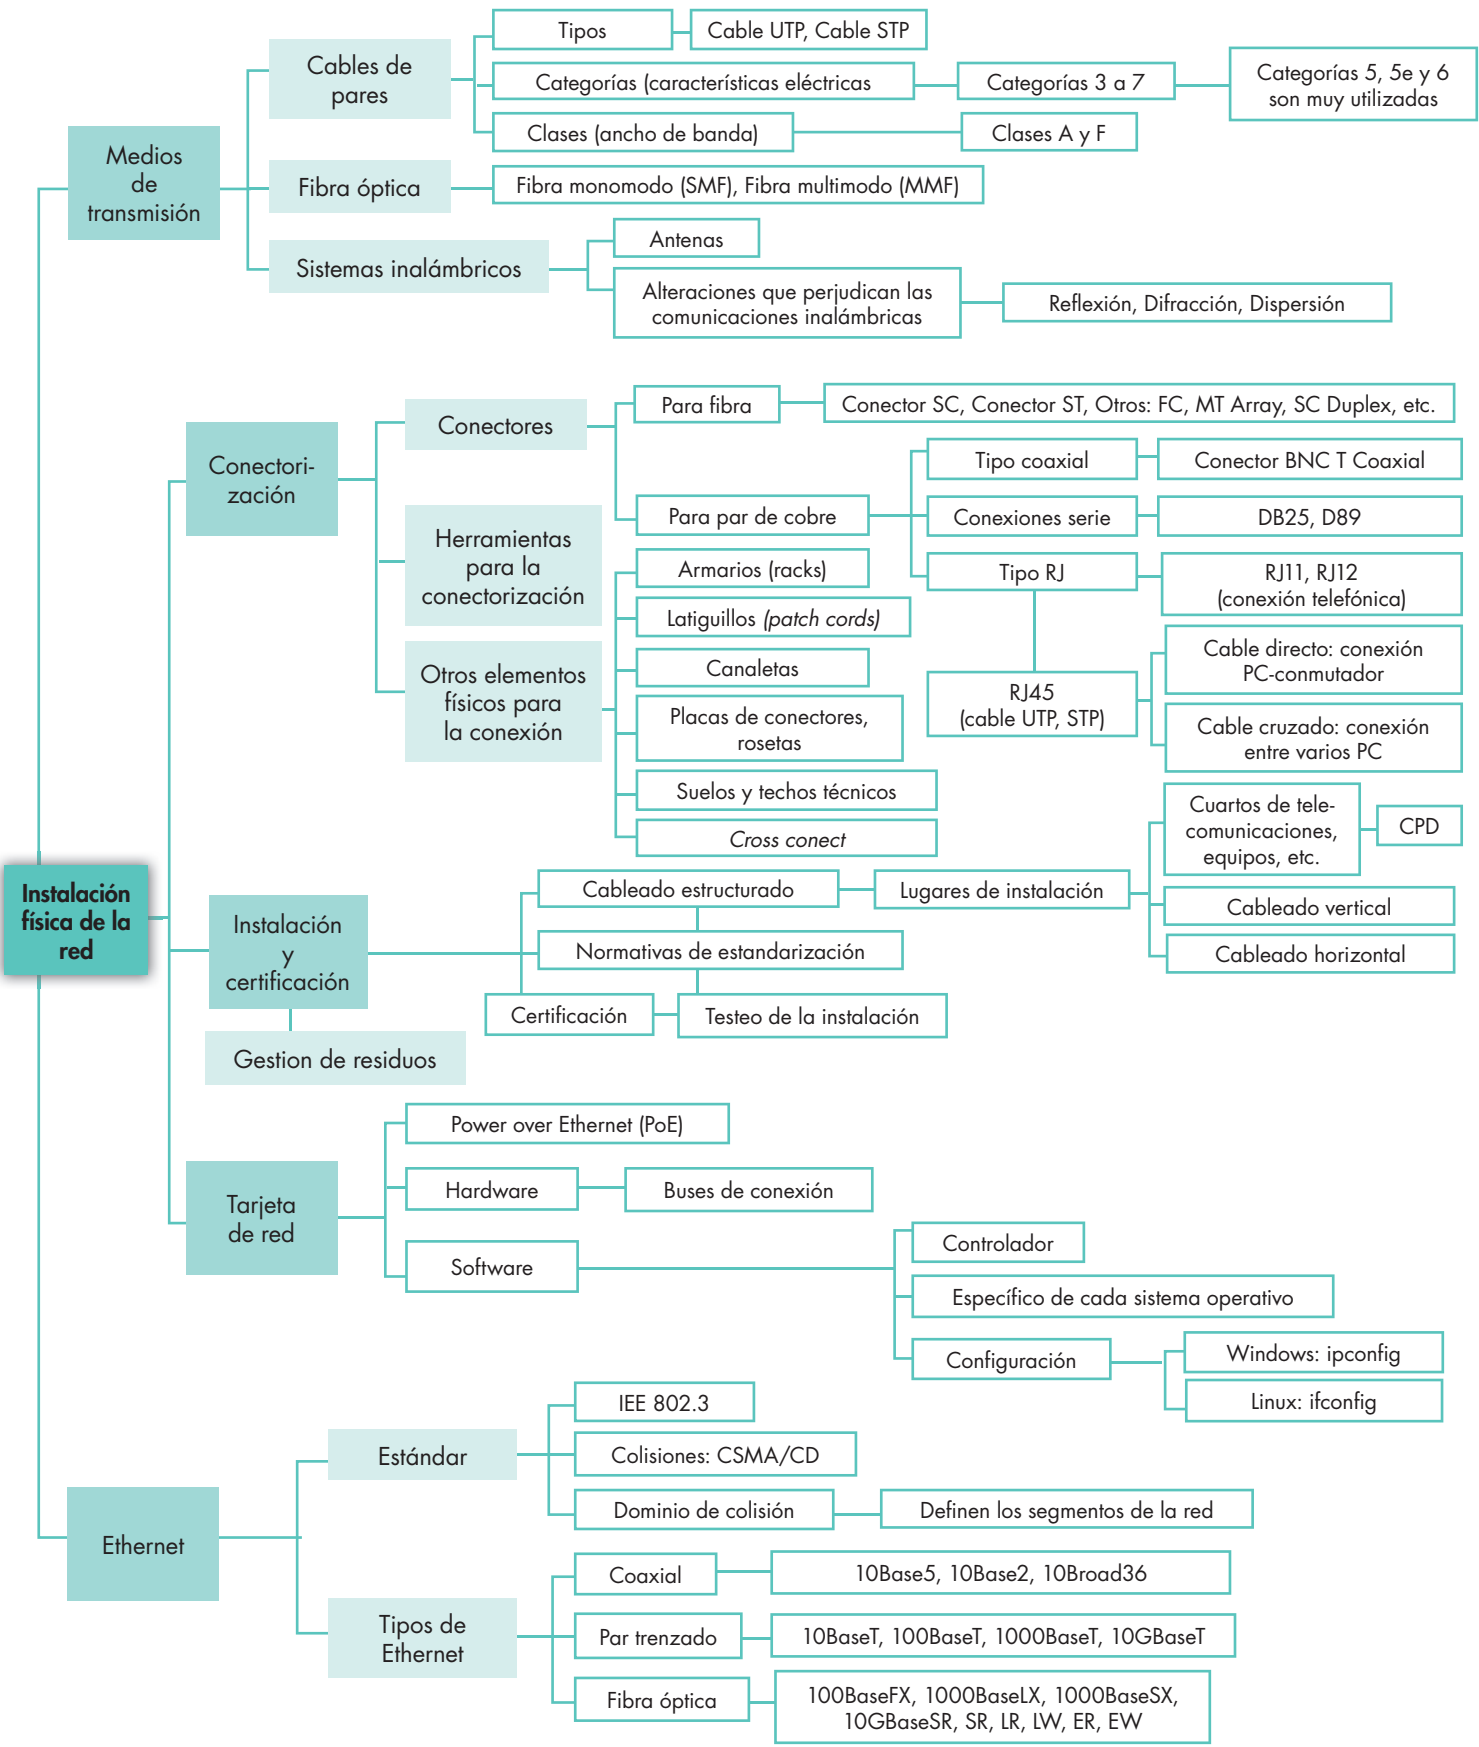 Tipos
Cable UTP, Cable STP
Cables de
pares
Categorías (características eléctricas
Categorías 3 a 7
Categorías 5, 5e y 6
son muy utilizadas
Clases (ancho de banda)
Clases A y F
Medios
de
transmisión
Fibra óptica
Fibra monomodo (SMF), Fibra multimodo (MMF)
Sistemas inalámbricos
Antenas
Alteraciones que perjudican las
comunicaciones inalámbricas
Reflexión, Difracción, Dispersión
Conectori-
zación
Conectores
Para fibra
Conector SC, Conector ST, Otros: FC, MT Array, SC Duplex, etc.
Para par de cobre
Tipo coaxial
Conector BNC T Coaxial
Conexiones serie
DB25, D89
Tipo RJ
RJ11, RJ12
(conexión telefónica)
RJ45
(cable UTP, STP)
Cable directo: conexión
PC-conmutador
Cable cruzado: conexión
entre varios PC
Herramientas
para la
conectorización
Otros elementos
físicos para
la conexión
Armarios (racks)
Latiguillos (patch cords)
Canaletas
Placas de conectores,
rosetas
Suelos y techos técnicos
Cross conect
Instalación
física de la
red
Instalación
y
certificación
Cableado estructurado
Lugares de instalación
Cuartos de tele-
comunicaciones,
equipos, etc.
CPD
Cableado vertical
Cableado horizontal
Normativas de estandarización
Certificación
Testeo de la instalación
Gestion de residuos
Tarjeta
de red
Power over Ethernet (PoE)
Hardware
Buses de conexión
Software
Controlador
Específico de cada sistema operativo
Configuración
Windows: ipconfig
Linux: ifconfig
Ethernet
Estándar
IEE 802.3
Colisiones: CSMA/CD
Dominio de colisión
Definen los segmentos de la red
Tipos de
Ethernet
Coaxial
10Base5, 10Base2, 10Broad36
Par trenzado
10BaseT, 100BaseT, 1000BaseT, 10GBaseT
Fibra óptica
100BaseFX, 1000BaseLX, 1000BaseSX,
10GBaseSR, SR, LR, LW, ER, EW